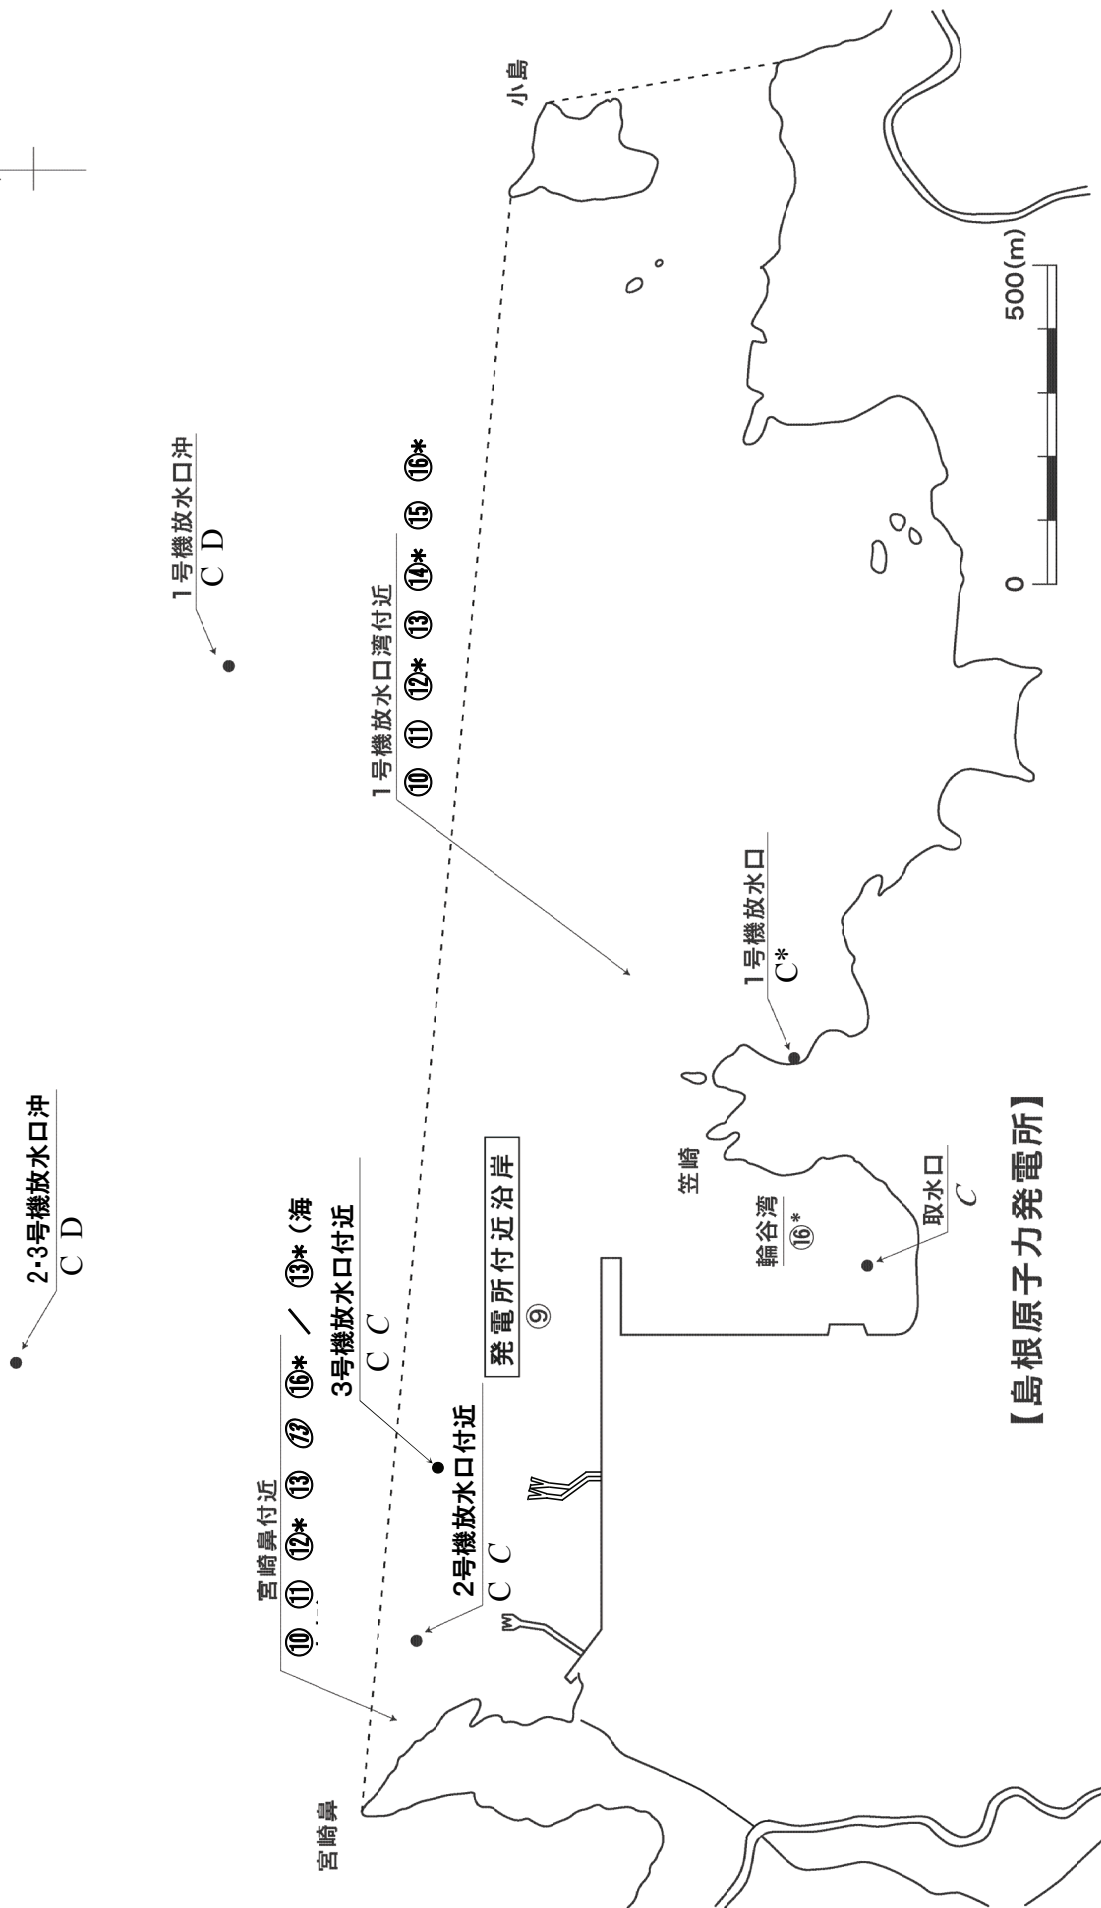 2・3号機放水口沖
C D
1号機放水口沖
C D
宮崎鼻付近
⑩ ⑪ ⑫* ⑬ ⑬ ⑯* / ⑬* (海
3号機放水口付近
C C
1号機放水口湾付近
⑩ ⑪ ⑫* ⑬ ⑭* ⑮ ⑯*
宮崎鼻
小島
2号機放水口付近
C C
発電所付近沿岸
⑨
笠崎
輪谷湾
⑯*
1号機放水口
C*
取水口
C
【島根原子力発電所】
0 500(m)